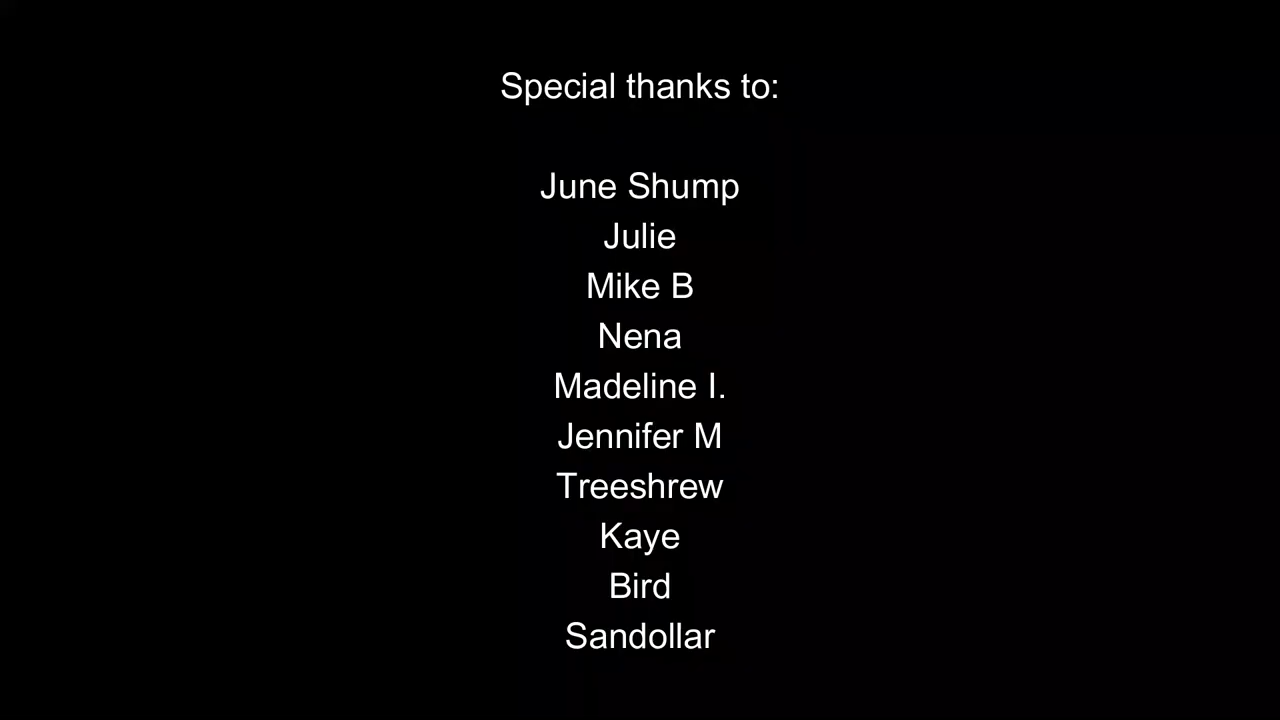 Special thanks to:
June Shump
Julie
Mike B
Nena
Madeline I.
Jennifer M
Treeshrew
Kaye
Bird
Sandollar